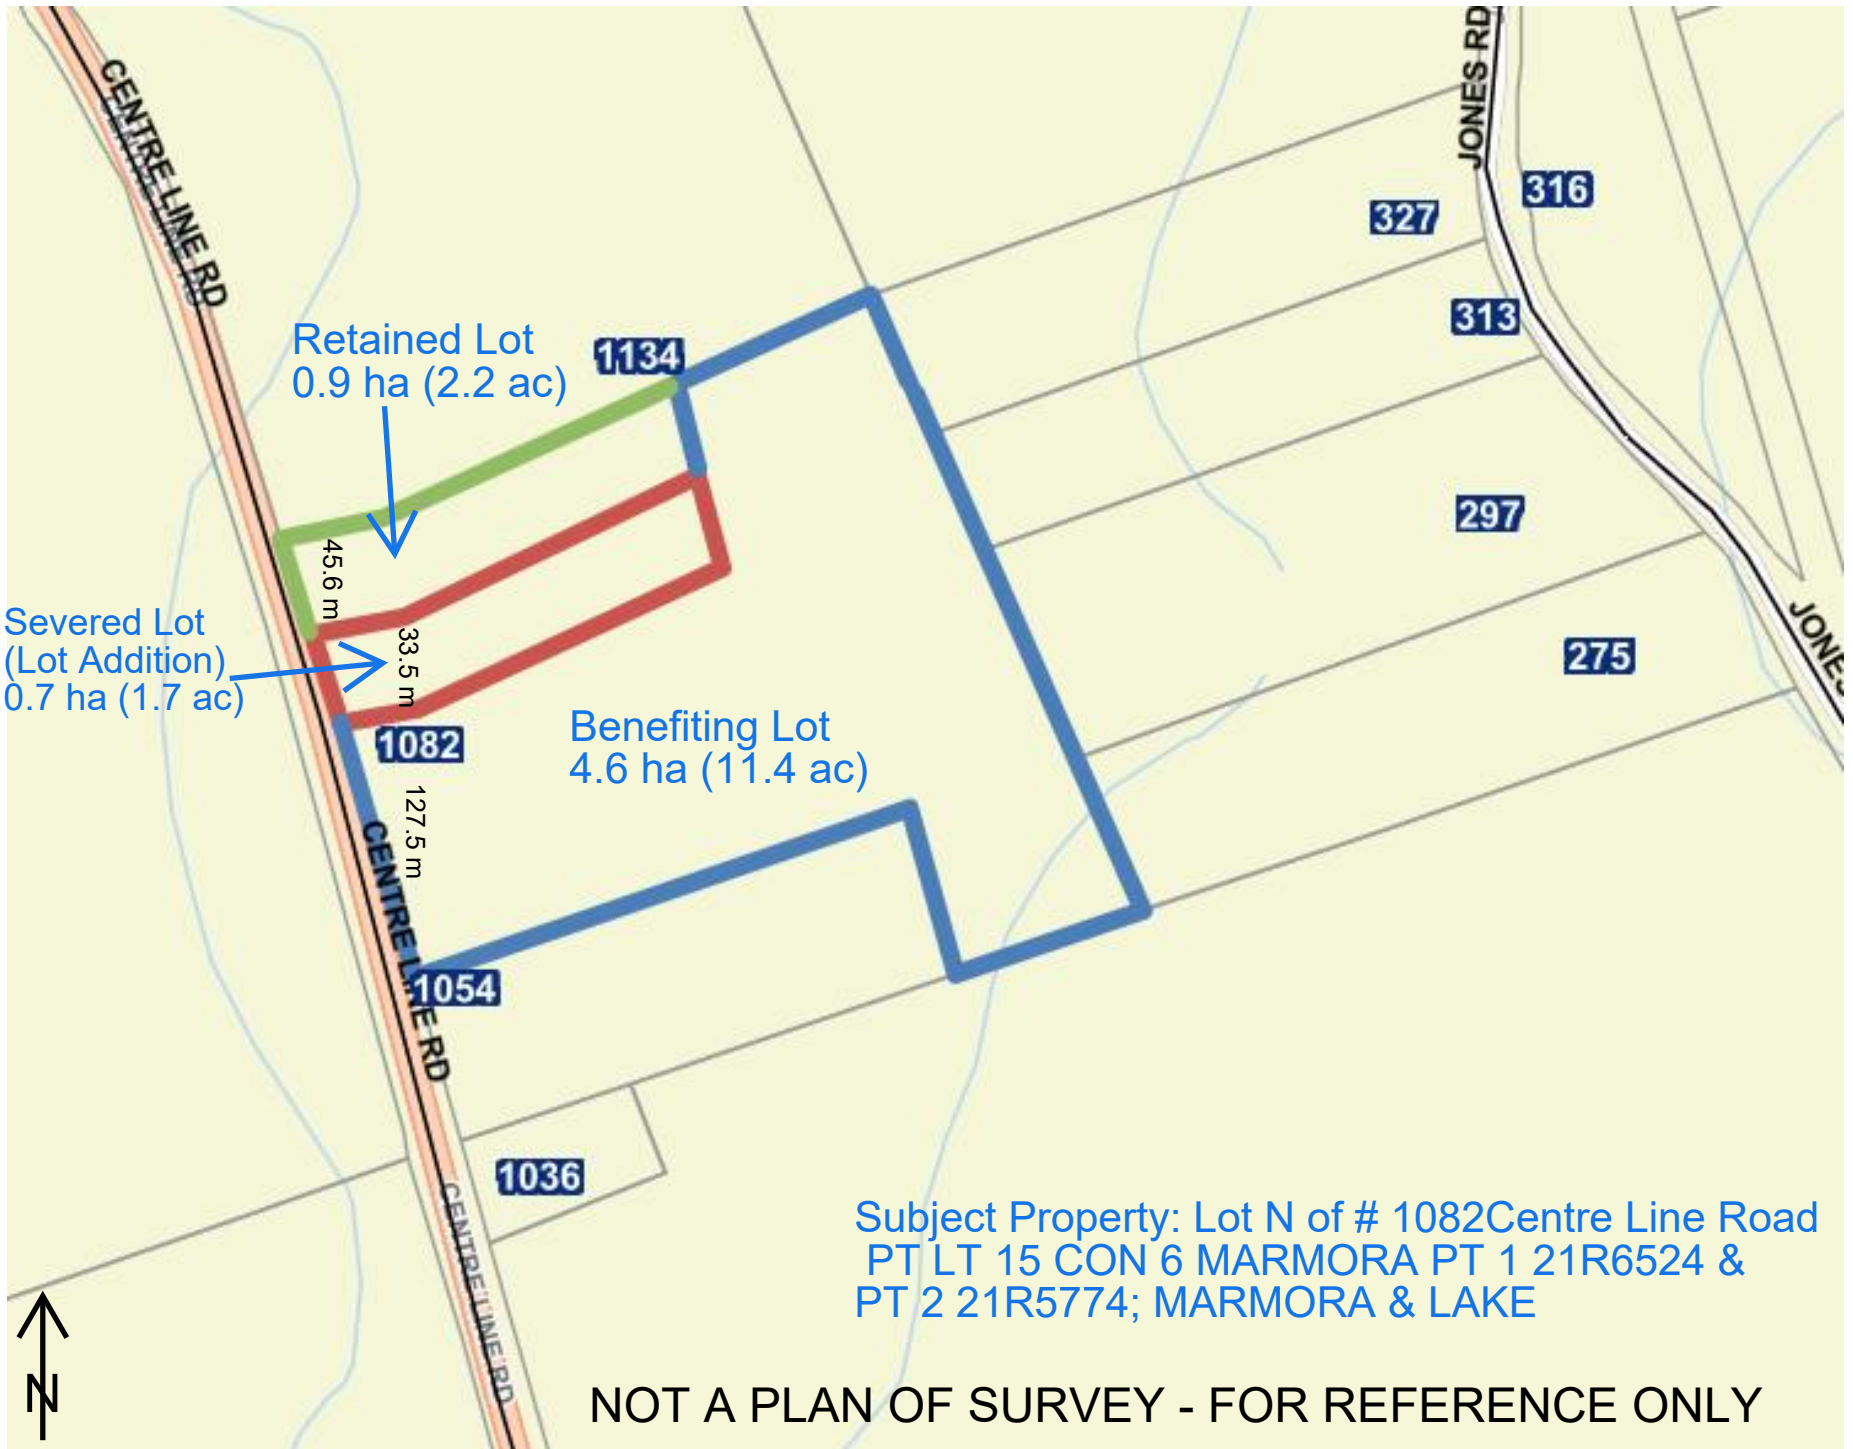 CENTRE LINE RD
CENTRE LINE RD
JONES RD
316
327
313
Retained Lot
0.9 ha (2.2 ac)
1134
297
45.6 m
Severed Lot
(Lot Addition)
0.7 ha (1.7 ac)
33.5 m
275
JONES
1082
Benefiting Lot
4.6 ha (11.4 ac)
127.5 m
CENTRE LINE RD
1054
1036
CENTRE LINE RD
Subject Property: Lot N of # 1082Centre Line Road
PT LT 15 CON 6 MARMORA PT 1 21R6524 &
PT 2 21R5774; MARMORA & LAKE
N
NOT A PLAN OF SURVEY - FOR REFERENCE ONLY